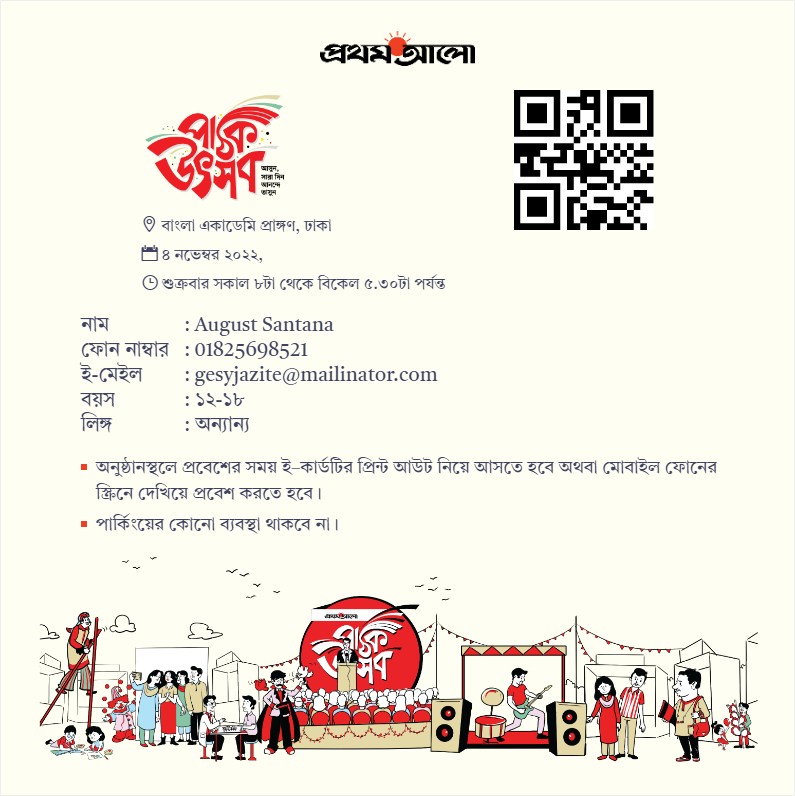 প্রথম আলো
পাঠক
উৎসব
আসুন,
সারা দিন
আনন্দে
ভাসুন
বাংলা একাডেমি প্রাঙ্গণ, ঢাকা
৪ নভেম্বর ২০২২,
শুক্রবার সকাল ৮টা থেকে বিকেল ৫.৩০টা পর্যন্ত
নাম : August Santana
ফোন নাম্বার : 01825698521
ই-মেইল : gesyjazite@mailinator.com
বয়স : ১২-১৮
লিঙ্গ : অন্যান্য
অনুষ্ঠানস্থলে প্রবেশের সময় ই–কার্ডটির প্রিন্ট আউট নিয়ে আসতে হবে অথবা মোবাইল ফোনের
স্ক্রিনে দেখিয়ে প্রবেশ করতে হবে।
পার্কিংয়ের কোনো ব্যবস্থা থাকবে না।
প্রথম আলো
পাঠক
উৎসব